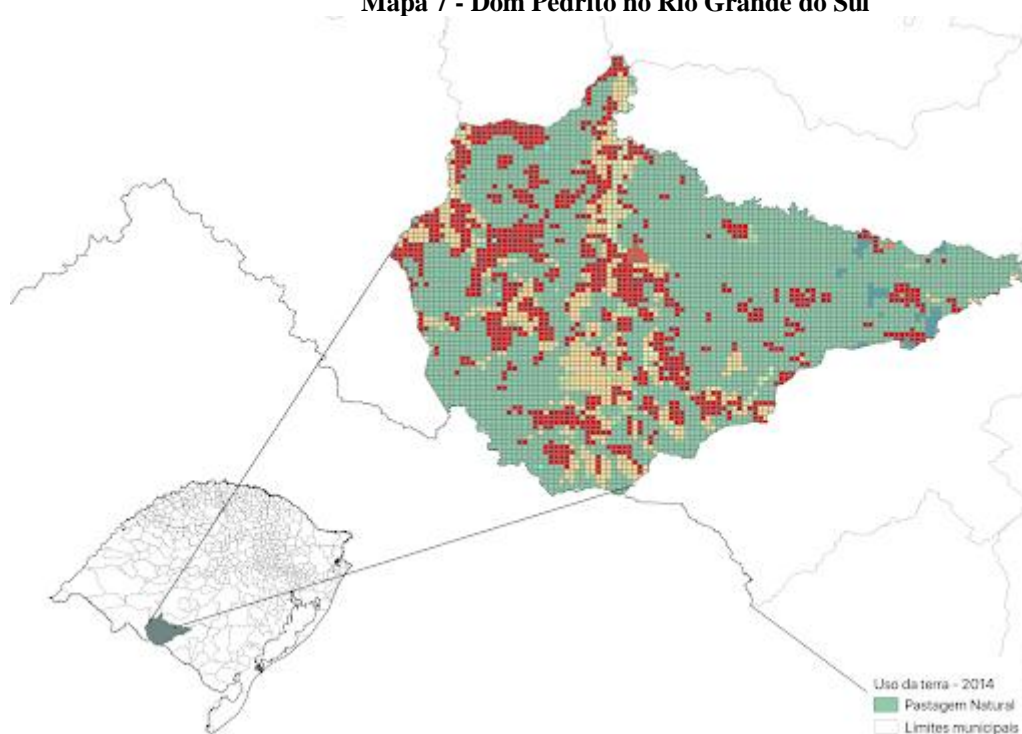 Mapa 7 - Dom Pedrito no Rio Grande do Sul
Uso da terra - 2014
Pastagem Natural
Limites municipais